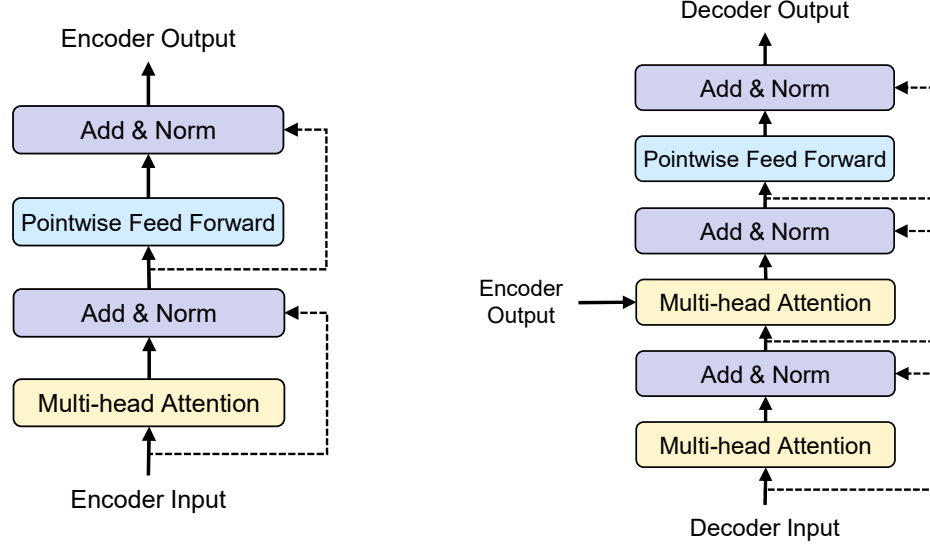 Encoder Output
Add & Norm
Pointwise Feed Forward
Add & Norm
Multi-head Attention
Encoder Input
Decoder Output
Add & Norm
Pointwise Feed Forward
Add & Norm
Encoder
Output
Multi-head Attention
Add & Norm
Multi-head Attention
Decoder Input